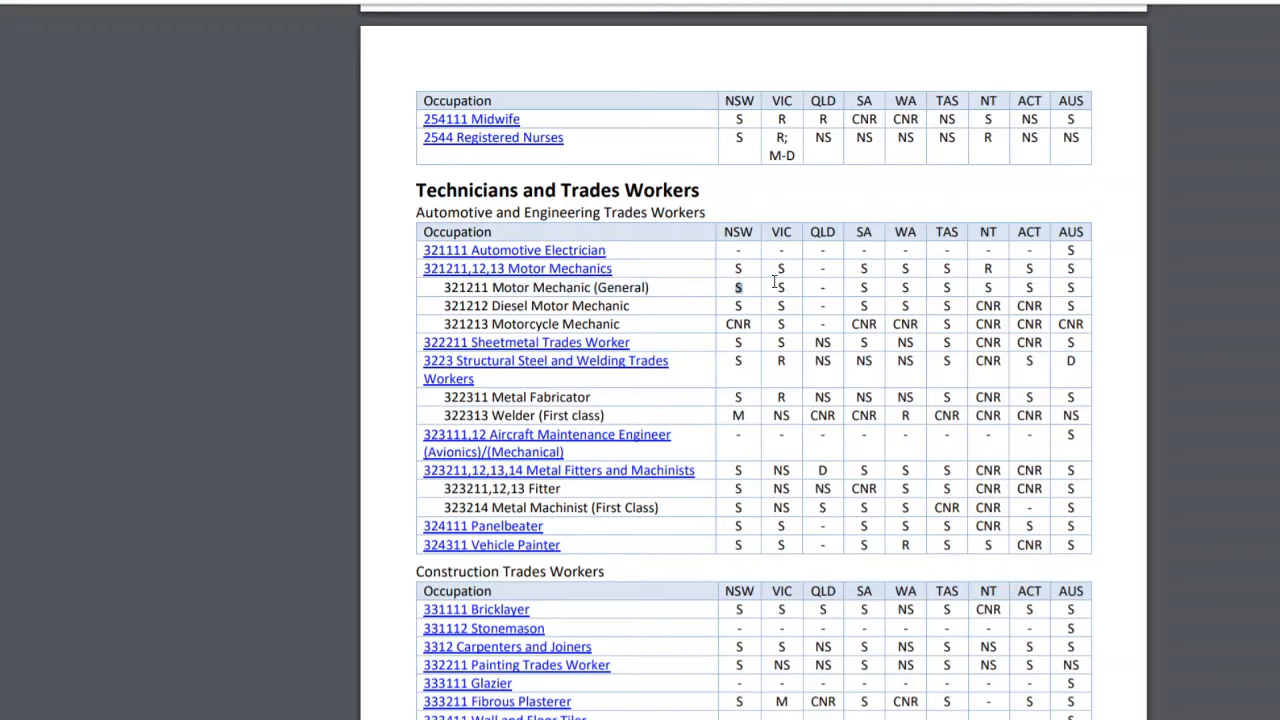 Occupation NSW VIC QLD SA WA TAS NT ACT AUS
254111 Midwife S R R CNR CNR NS S NS S
2544 Registered Nurses S R; NS NS NS NS R NS NS
M-D
Technicians and Trades Workers
Automotive and Engineering Trades Workers
Occupation NSW VIC QLD SA WA TAS NT ACT AUS
321111 Automotive Electrician - - - - - - - - S
321211,12,13 Motor Mechanics S S - S S S R S S
321211 Motor Mechanic (General) S S - S S S S S S
321212 Diesel Motor Mechanic S S - S S S CNR CNR S
321213 Motorcycle Mechanic CNR S - CNR CNR S CNR CNR CNR
322211 Sheetmetal Trades Worker S S NS S NS S CNR CNR S
3223 Structural Steel and Welding Trades S R NS NS NS S CNR S D
Workers
322311 Metal Fabricator S R NS NS NS S CNR S S
322313 Welder (First class) M NS CNR CNR R CNR CNR CNR NS
323111,12 Aircraft Maintenance Engineer - - - - - - - - S
(Avionics)/(Mechanical)
323211,12,13,14 Metal Fitters and Machinists S NS D S S S CNR CNR S
323211,12,13 Fitter S NS NS CNR S S CNR CNR S
323214 Metal Machinist (First Class) S NS S S S CNR CNR - S
324111 Panelbeater S S - S S S CNR S S
324311 Vehicle Painter S S - S R S S CNR S
Construction Trades Workers
Occupation NSW VIC QLD SA WA TAS NT ACT AUS
331111 Bricklayer S S S S NS S CNR S S
331112 Stonemason - - - - - - - - S
3312 Carpenters and Joiners S S NS S NS S NS S S
332211 Painting Trades Worker S NS NS S NS S NS S NS
333111 Glazier - - - - - - - - S
333211 Fibrous Plasterer S M CNR S CNR S - S S
333411 Wall and Floor Tiler S